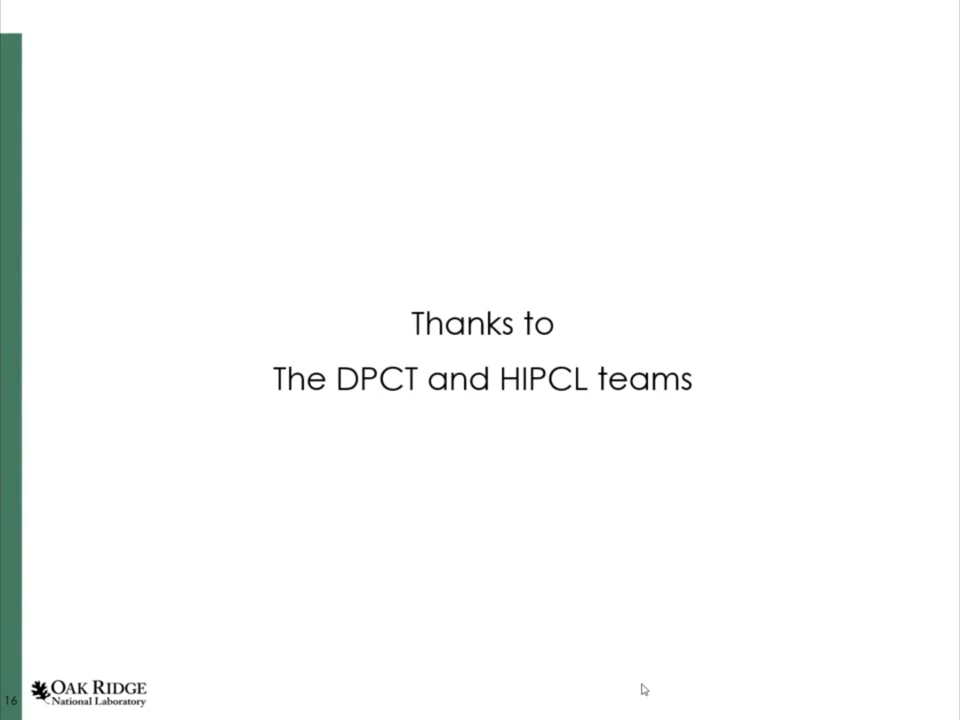 Thanks to
The DPCT and HIPCL teams
16
OAK RIDGE
National Laboratory